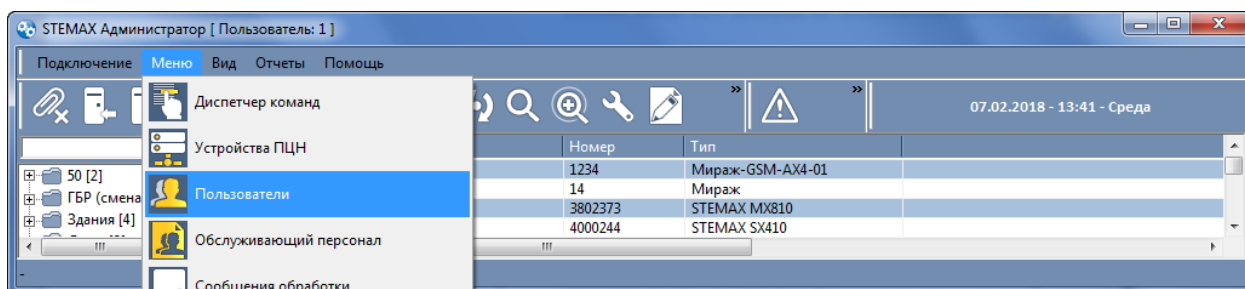 STEMAX Администратор [ Пользователь: 1 ]
Подключение Меню Вид Отчеты Помощь
Диспетчер команд
» »
07.02.2018 - 13:41 - Среда
Устройства ПЦН
Номер Тип
50 [2]
1234 Мираж-GSM-AX4-01
Пользователи
ГБР (смена
14 Мираж
Здания [4]
3802373 STEMAX MX810
4000244 STEMAX SX410
Обслуживающий персонал
Сообщения обработки
-